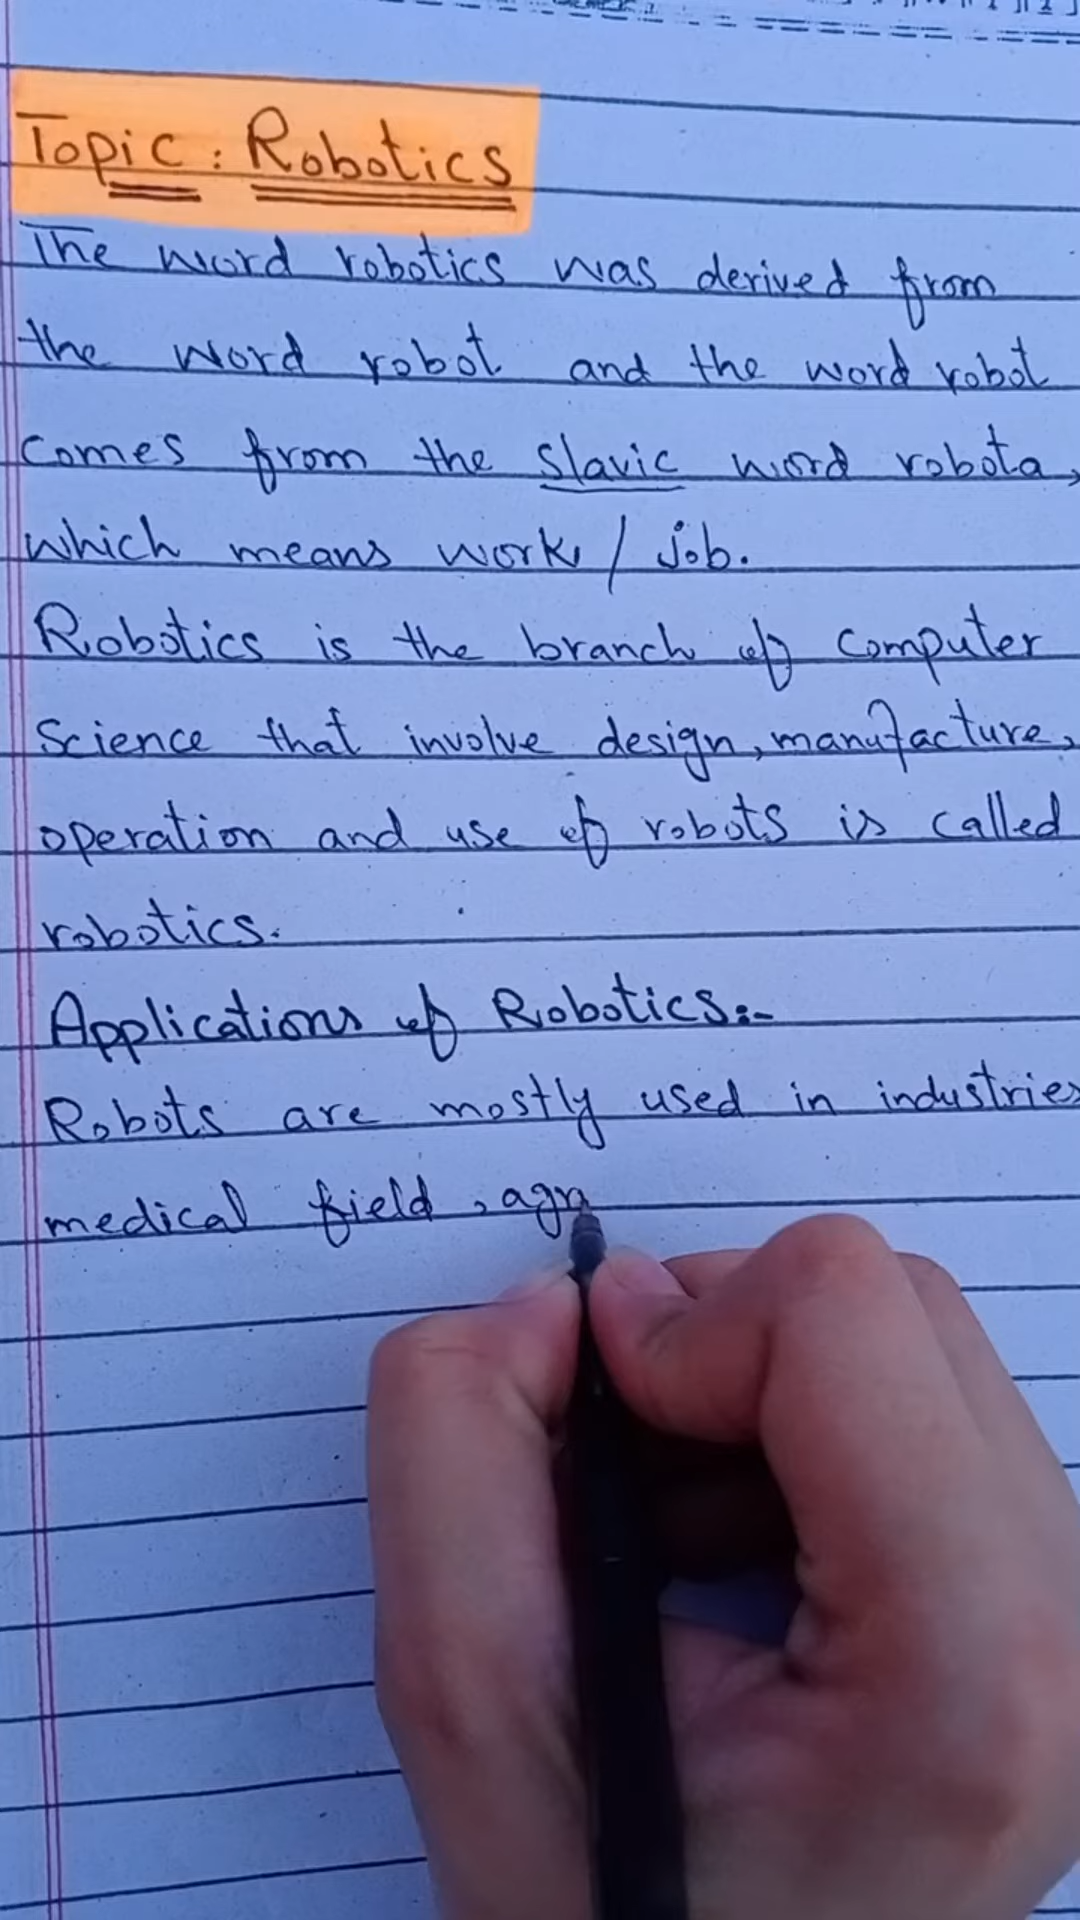 Topic: Robotics
The word robotics was derived from
the word robot and the word robot
comes from the Slavic word robota,
which means work / job.
Robotics is the branch of computer
Science that involve design, manufacture,
operation and use of robots is called
robotics.
Applications of Robotics:-
Robots are mostly used in industries
medical field, agr